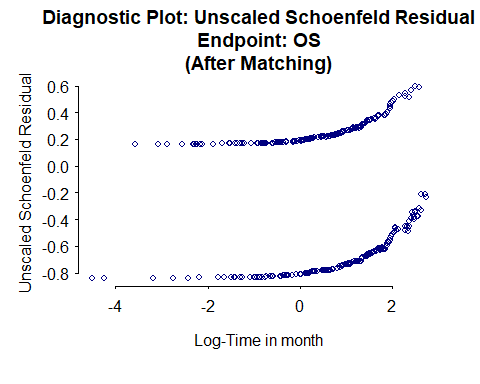 Diagnostic Plot: Unscaled Schoenfeld Residual
Endpoint: OS
(After Matching)
Unscaled Schoenfeld Residual
0.6
0.4
0.2
0.0
-0.2
-0.4
-0.6
-0.8
-4
-2
0
2
Log-Time in month